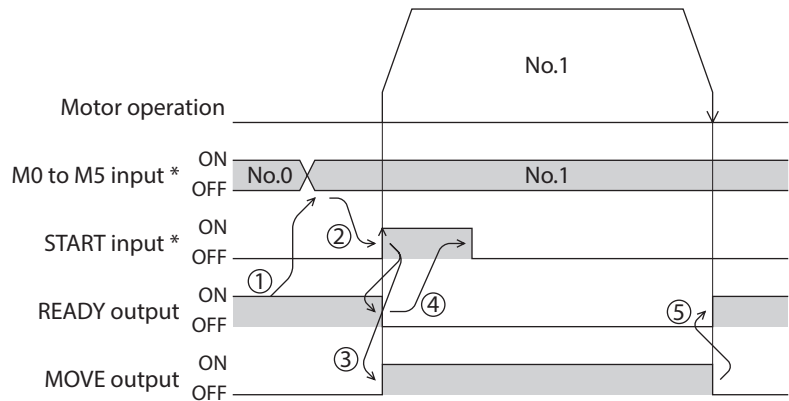 No.1
Motor operation
M0 to M5 input *
ON
OFF
No.0
No.1
START input *
ON
OFF
②
①
READY output
ON
OFF
④
⑤
③
MOVE output
ON
OFF